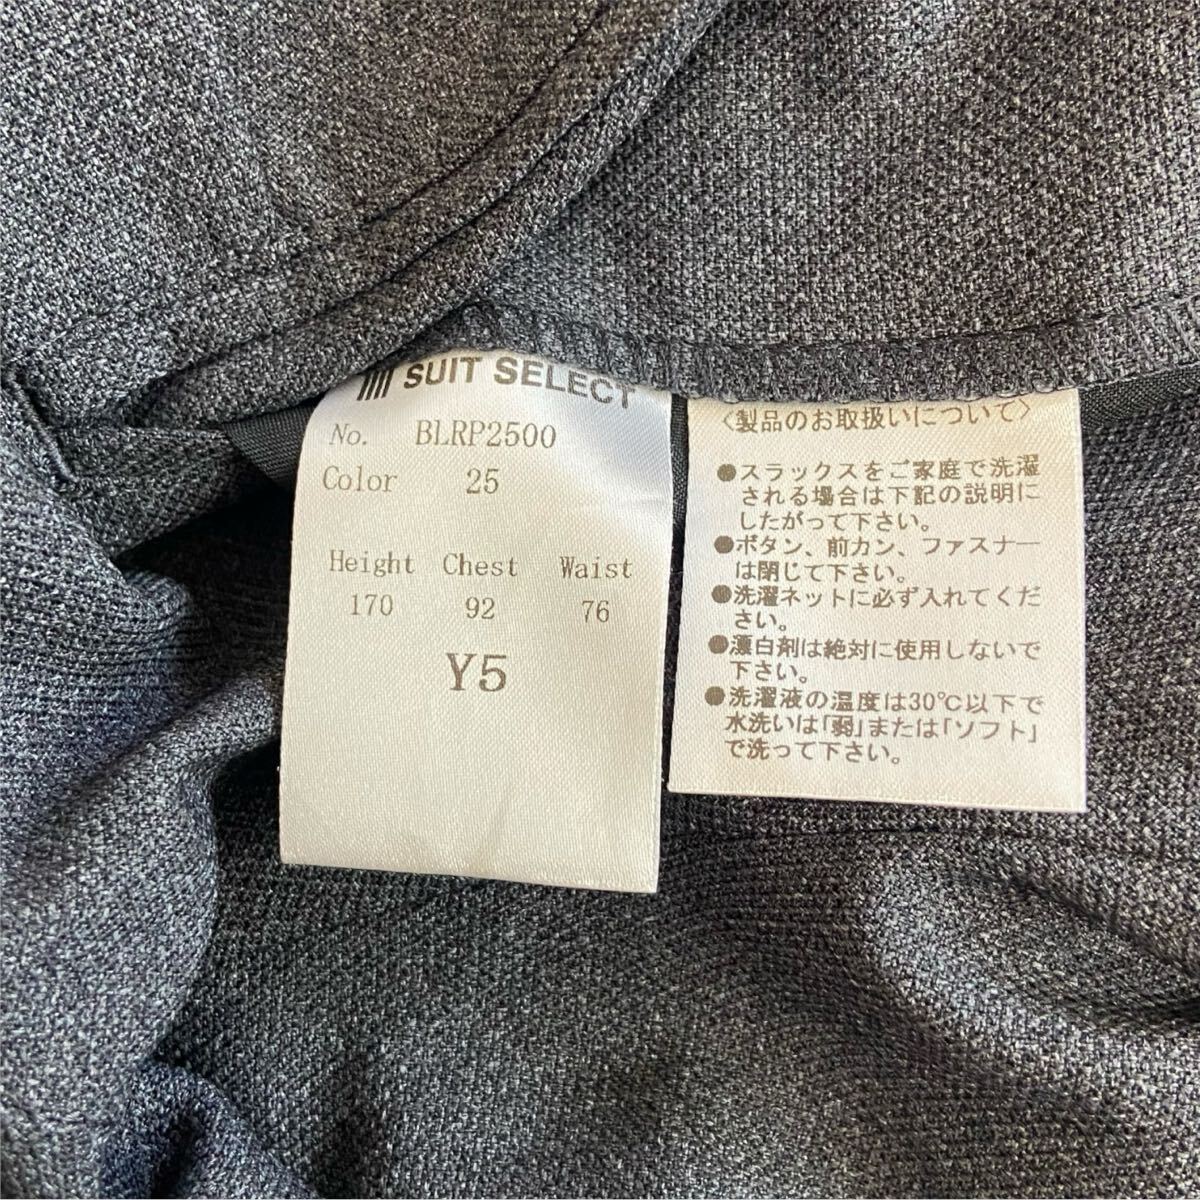 SUIT SELECT
No. BLRP2500
Color 25
Height Chest Waist
170 92 76
Y5
〈製品のお取扱いについて〉
●スラックスをご家庭で洗濯
される場合は下記の説明に
したがって下さい。
●ボタン、前カン、ファスナー
は閉じて下さい。
●洗濯ネットに必ず入れてくだ
さい。
●漂白剤は絶対に使用しないで
下さい。
●洗濯液の温度は30℃以下で
水洗いは「弱」または「ソフト」
で洗って下さい。